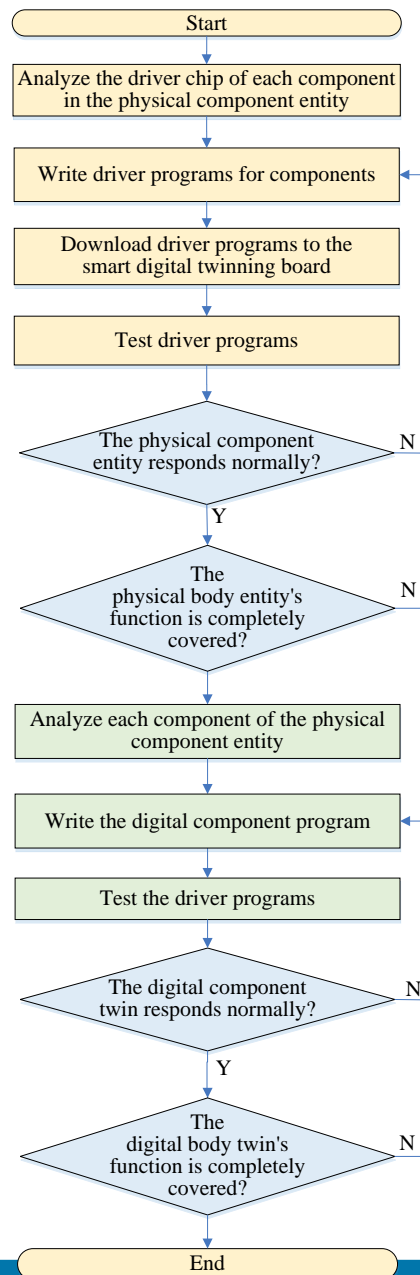 Start
Analyze the driver chip of each component
in the physical component entity
Write driver programs for components
Download driver programs to the
smart digital twinning board
Test driver programs
The physical component
entity responds normally?
N
Y
The
physical body entity's
function is completely
covered?
N
Analyze each component of the physical
component entity
Write the digital component program
Test the driver programs
The digital component
twin responds normally?
N
Y
The
digital body twin's
function is completely
covered?
N
End